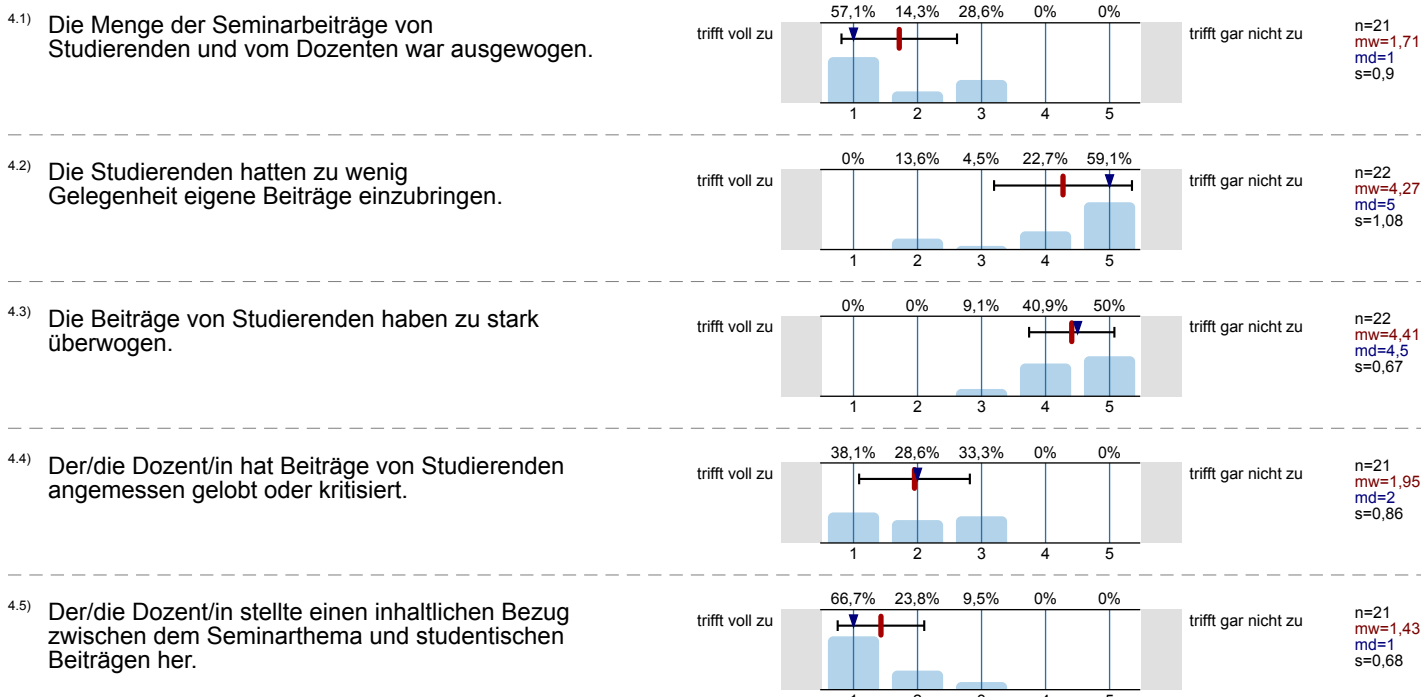 4.1) Die Menge der Seminarbeiträge von
Studierenden und vom Dozenten war ausgewogen.
trifft voll zu
57,1% 14,3% 28,6% 0% 0%
1 2 3 4 5
trifft gar nicht zu
n=21
mw=1,71
md=1
s=0,9
4.2) Die Studierenden hatten zu wenig
Gelegenheit eigene Beiträge einzubringen.
trifft voll zu
0% 13,6% 4,5% 22,7% 59,1%
1 2 3 4 5
trifft gar nicht zu
n=22
mw=4,27
md=5
s=1,08
4.3) Die Beiträge von Studierenden haben zu stark
überwogen.
trifft voll zu
0% 0% 9,1% 40,9% 50%
1 2 3 4 5
trifft gar nicht zu
n=22
mw=4,41
md=4,5
s=0,67
4.4) Der/die Dozent/in hat Beiträge von Studierenden
angemessen gelobt oder kritisiert.
trifft voll zu
38,1% 28,6% 33,3% 0% 0%
1 2 3 4 5
trifft gar nicht zu
n=21
mw=1,95
md=2
s=0,86
4.5) Der/die Dozent/in stellte einen inhaltlichen Bezug
zwischen dem Seminarthema und studentischen
Beiträgen her.
trifft voll zu
66,7% 23,8% 9,5% 0% 0%
trifft gar nicht zu
n=21
mw=1,43
md=1
s=0,68